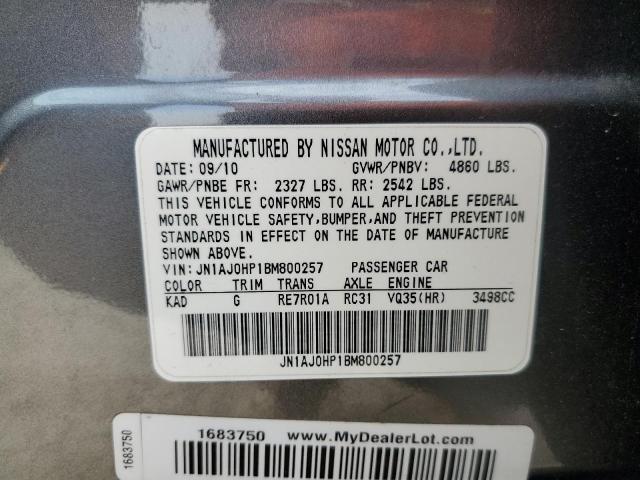 MANUFACTURED BY NISSAN MOTOR CO.,LTD.
DATE: 09/10 GVWR/PNBV: 4860 LBS.
GAWR/PNBE FR: 2327 LBS. RR: 2542 LBS.
THIS VEHICLE CONFORMS TO ALL APPLICABLE FEDERAL
MOTOR VEHICLE SAFETY,BUMPER,AND THEFT PREVENTION
STANDARDS IN EFFECT ON THE DATE OF MANUFACTURE
SHOWN ABOVE.
VIN: JN1AJ0HP1BM800257 PASSENGER CAR
COLOR TRIM TRANS AXLE ENGINE
KAD G RE7R01A RC31 VQ35(HR) 3498CC
JN1AJ0HP1BM800257
1683750 www.MyDealerLot.com
1683750